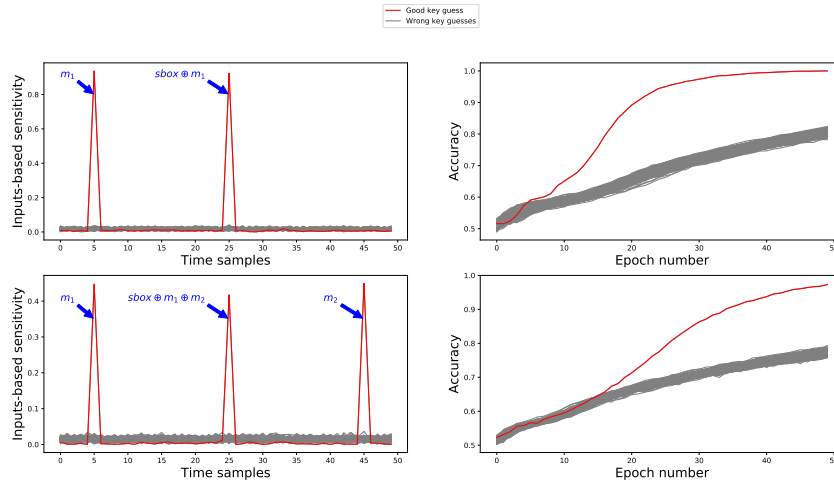 Good key guess
Wrong key guesses
m1
sbox ⊕ m1
Inputs-based sensitivity
0.0
0.2
0.4
0.6
0.8
0 5 10 15 20 25 30 35 40 45 50
Time samples
Accuracy
1.0
0.9
0.8
0.7
0.6
0.5
0 10 20 30 40 50
Epoch number
m1
sbox ⊕ m1 ⊕ m2
m2
Inputs-based sensitivity
0.4
0.3
0.2
0.1
0.0
0 5 10 15 20 25 30 35 40 45 50
Time samples
Accuracy
1.0
0.9
0.8
0.7
0.6
0.5
0 10 20 30 40 50
Epoch number